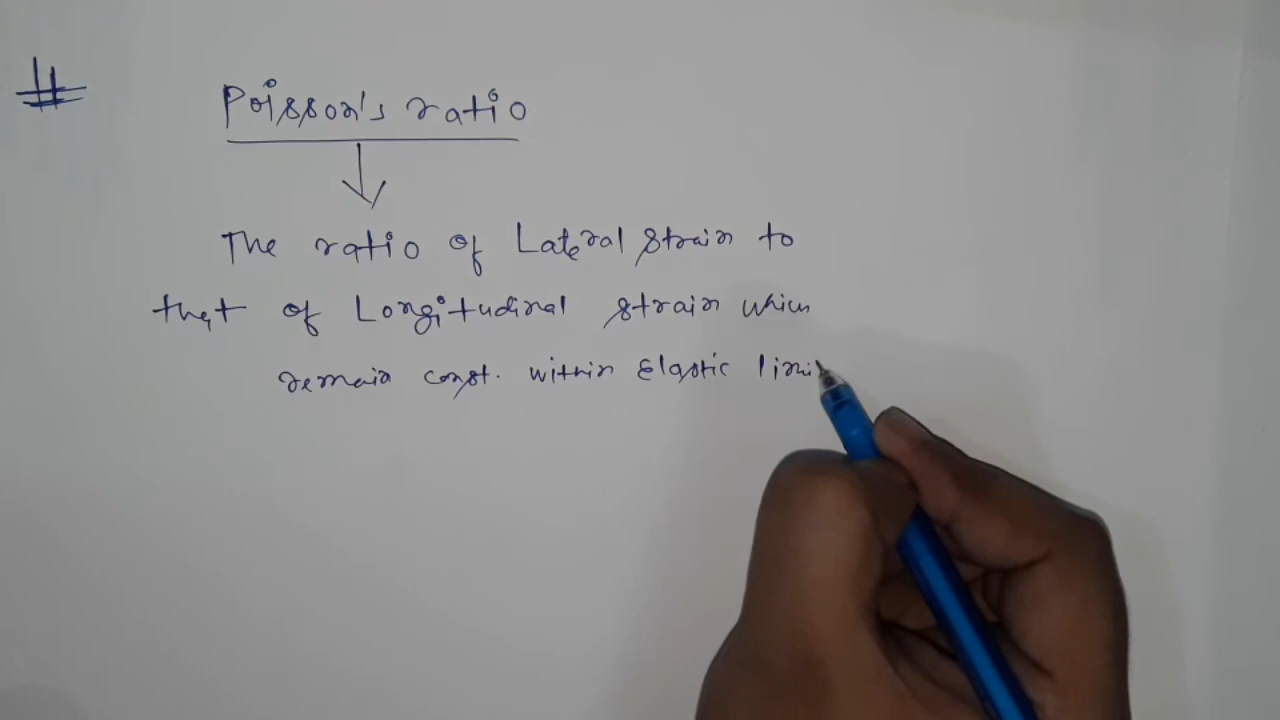 #
Poisson's ratio
The ratio of Lateral strain to
that of Longitudinal strain which
remain const. within Elastic limi